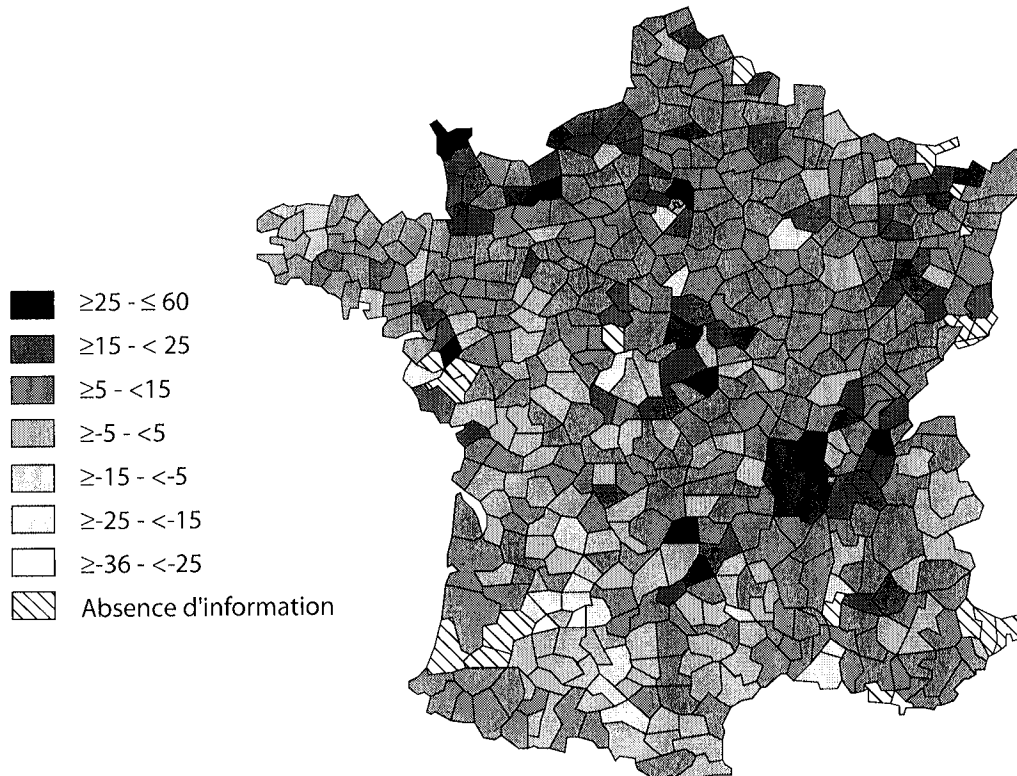 ≥25 - ≤ 60
≥15 - < 25
≥5 - <15
≥-5 - <5
≥-15 - <-5
≥-25 - <-15
≥-36 - <-25
Absence d'information